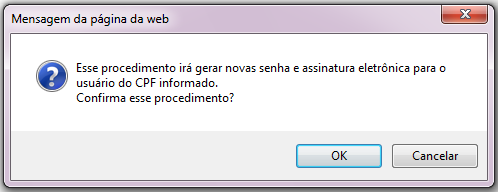 Mensagem da página da web
Esse procedimento irá gerar novas senha e assinatura eletrônica para o
usuário do CPF informado.
Confirma esse procedimento?
OK
Cancelar